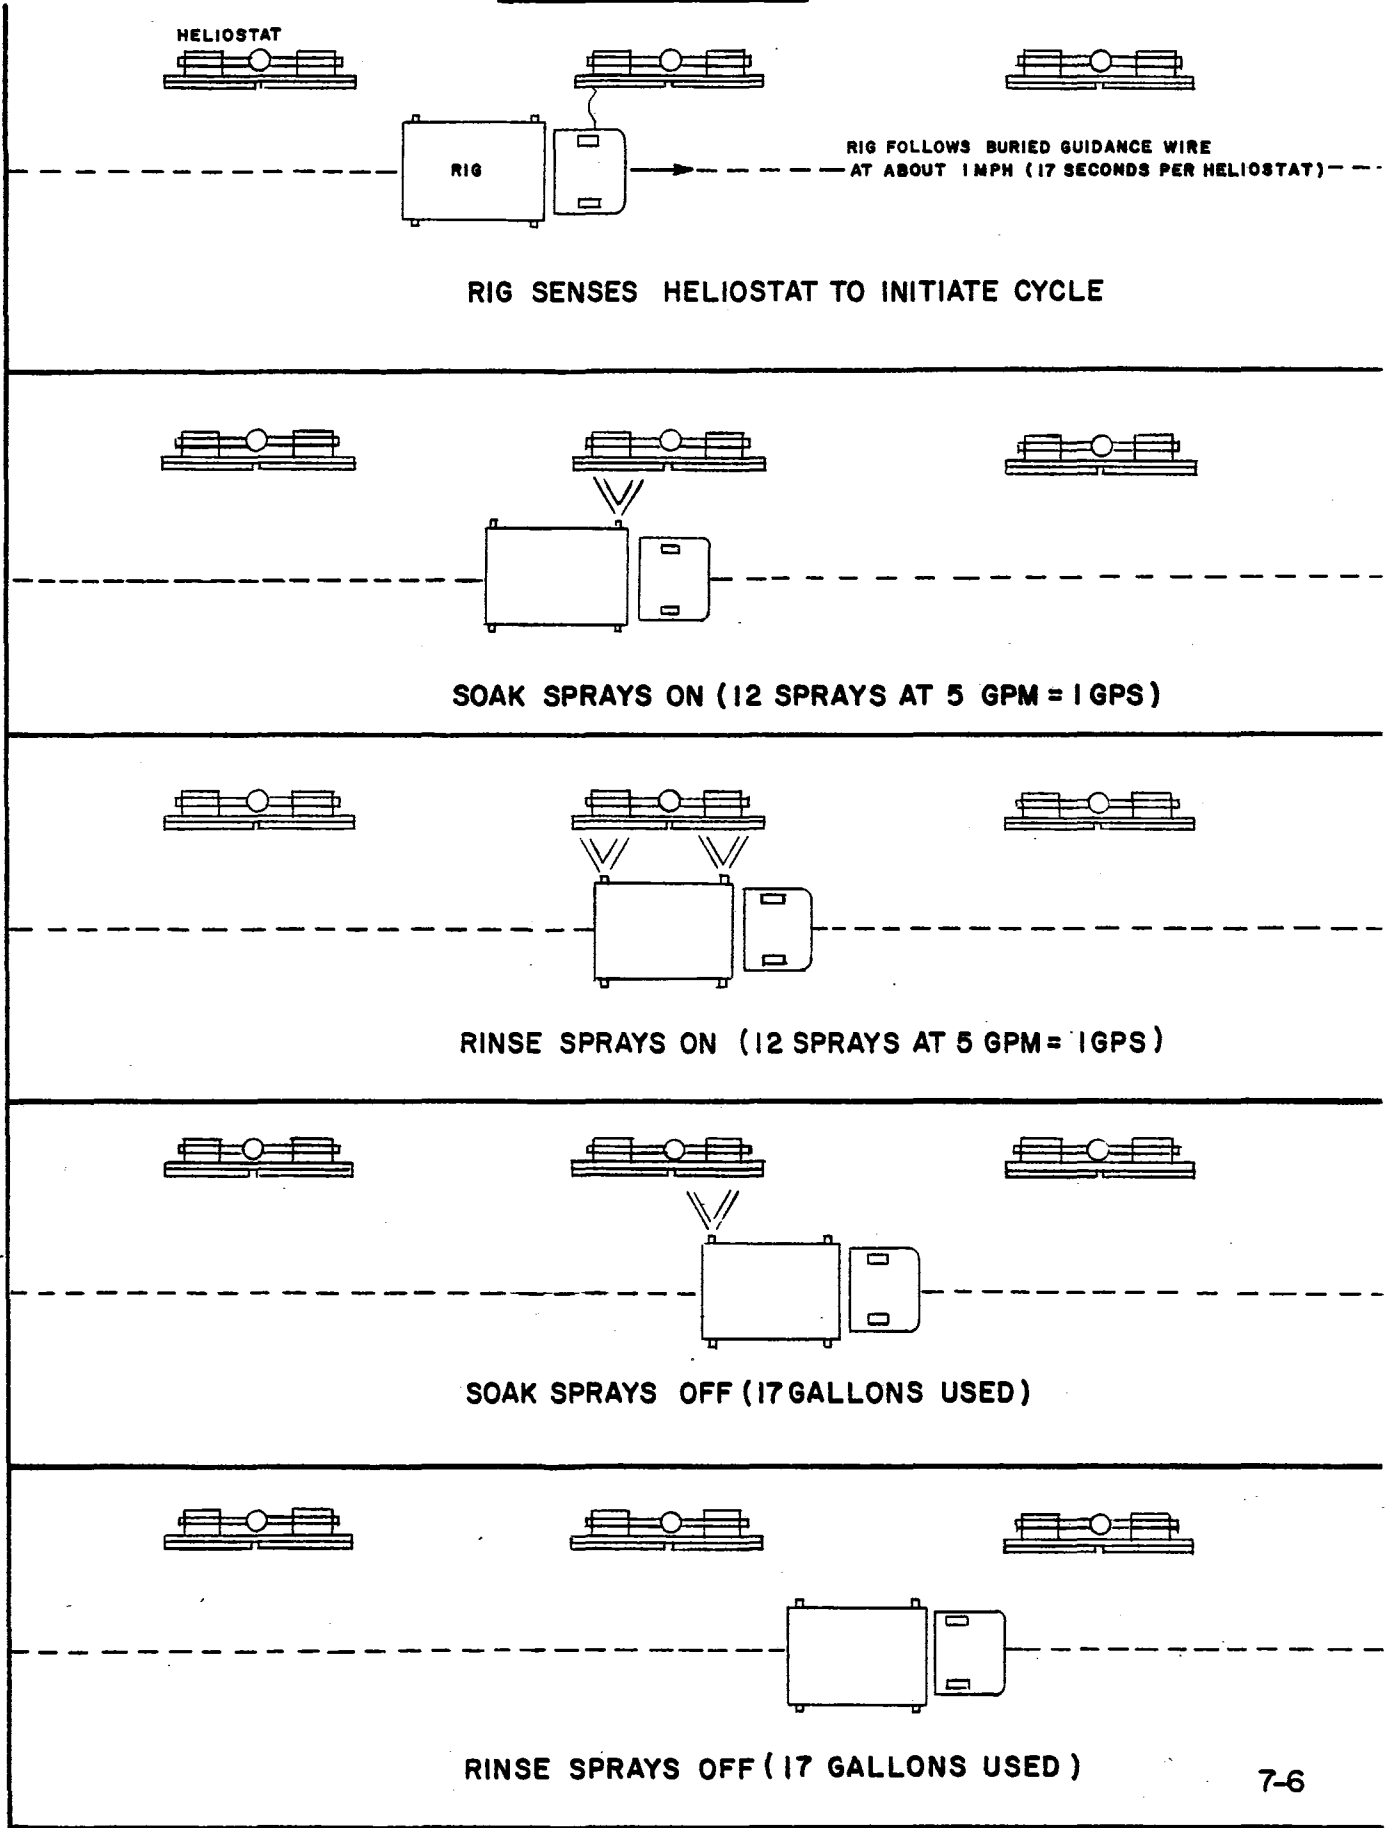 HELIOSTAT
RIG
RIG FOLLOWS BURIED GUIDANCE WIRE
AT ABOUT 1 MPH (17 SECONDS PER HELIOSTAT)
RIG SENSES HELIOSTAT TO INITIATE CYCLE
SOAK SPRAYS ON (12 SPRAYS AT 5 GPM = 1 GPS)
RINSE SPRAYS ON (12 SPRAYS AT 5 GPM = 1GPS)
SOAK SPRAYS OFF (17 GALLONS USED)
RINSE SPRAYS OFF (17 GALLONS USED)
7-6